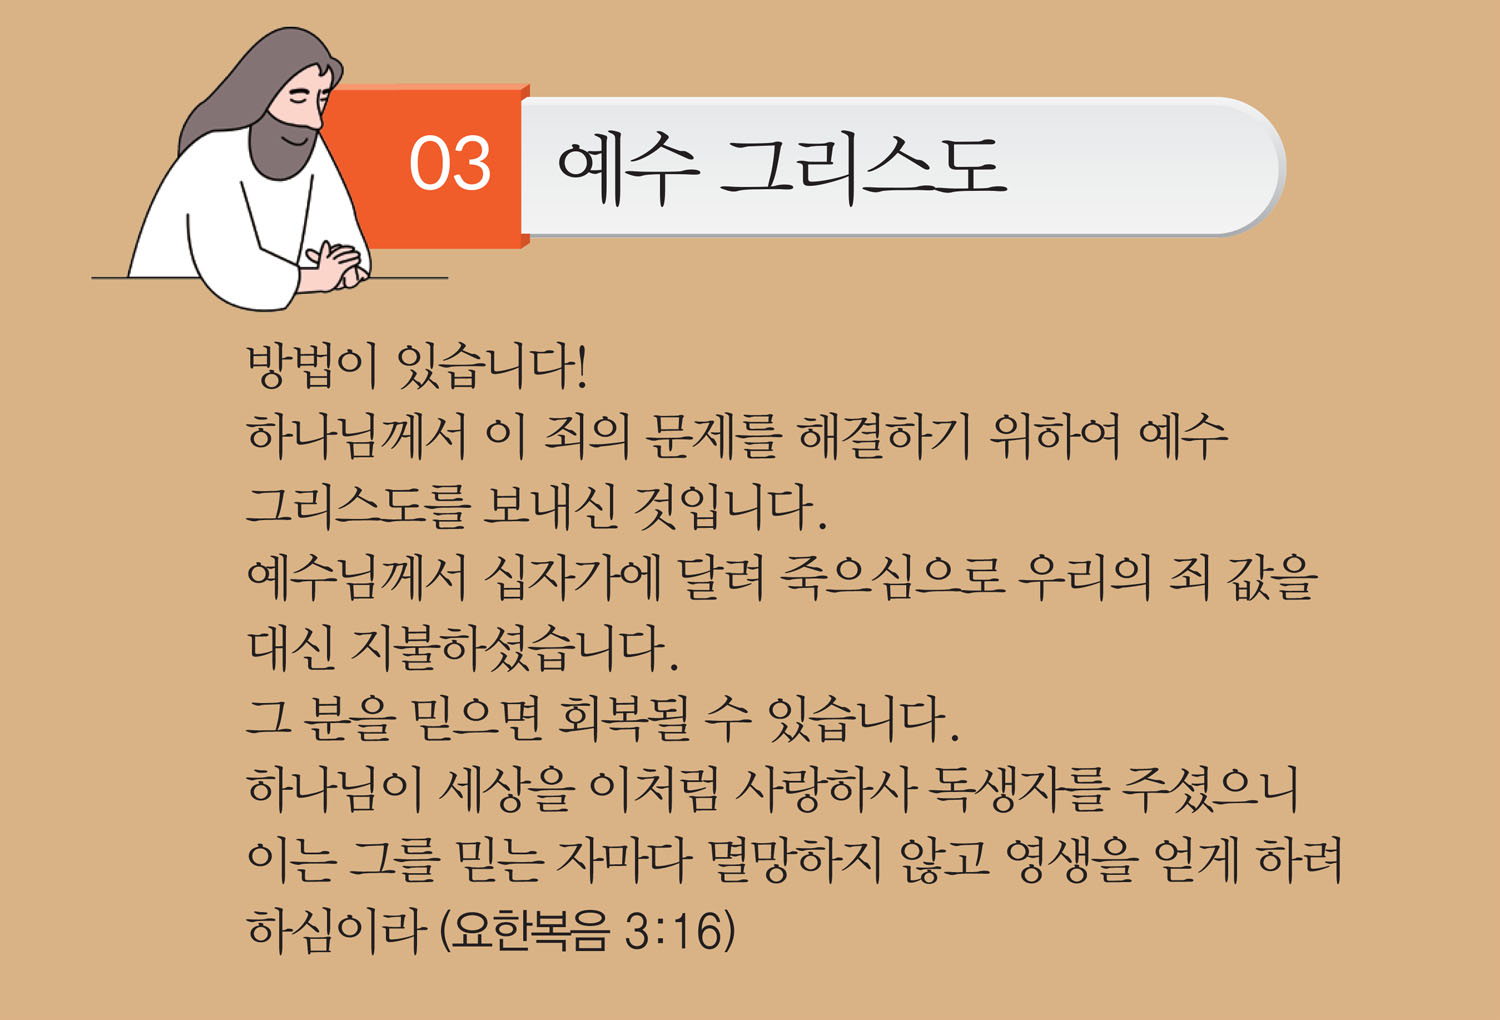 03 예수 그리스도
방법이 있습니다!
하나님께서 이 죄의 문제를 해결하기 위하여 예수
그리스도를 보내신 것입니다.
예수님께서 십자가에 달려 죽으심으로 우리의 죄 값을
대신 지불하셨습니다.
그 분을 믿으면 회복될 수 있습니다.
하나님이 세상을 이처럼 사랑하사 독생자를 주셨으니
이는 그를 믿는 자마다 멸망하지 않고 영생을 얻게 하려
하심이라 (요한복음 3:16)